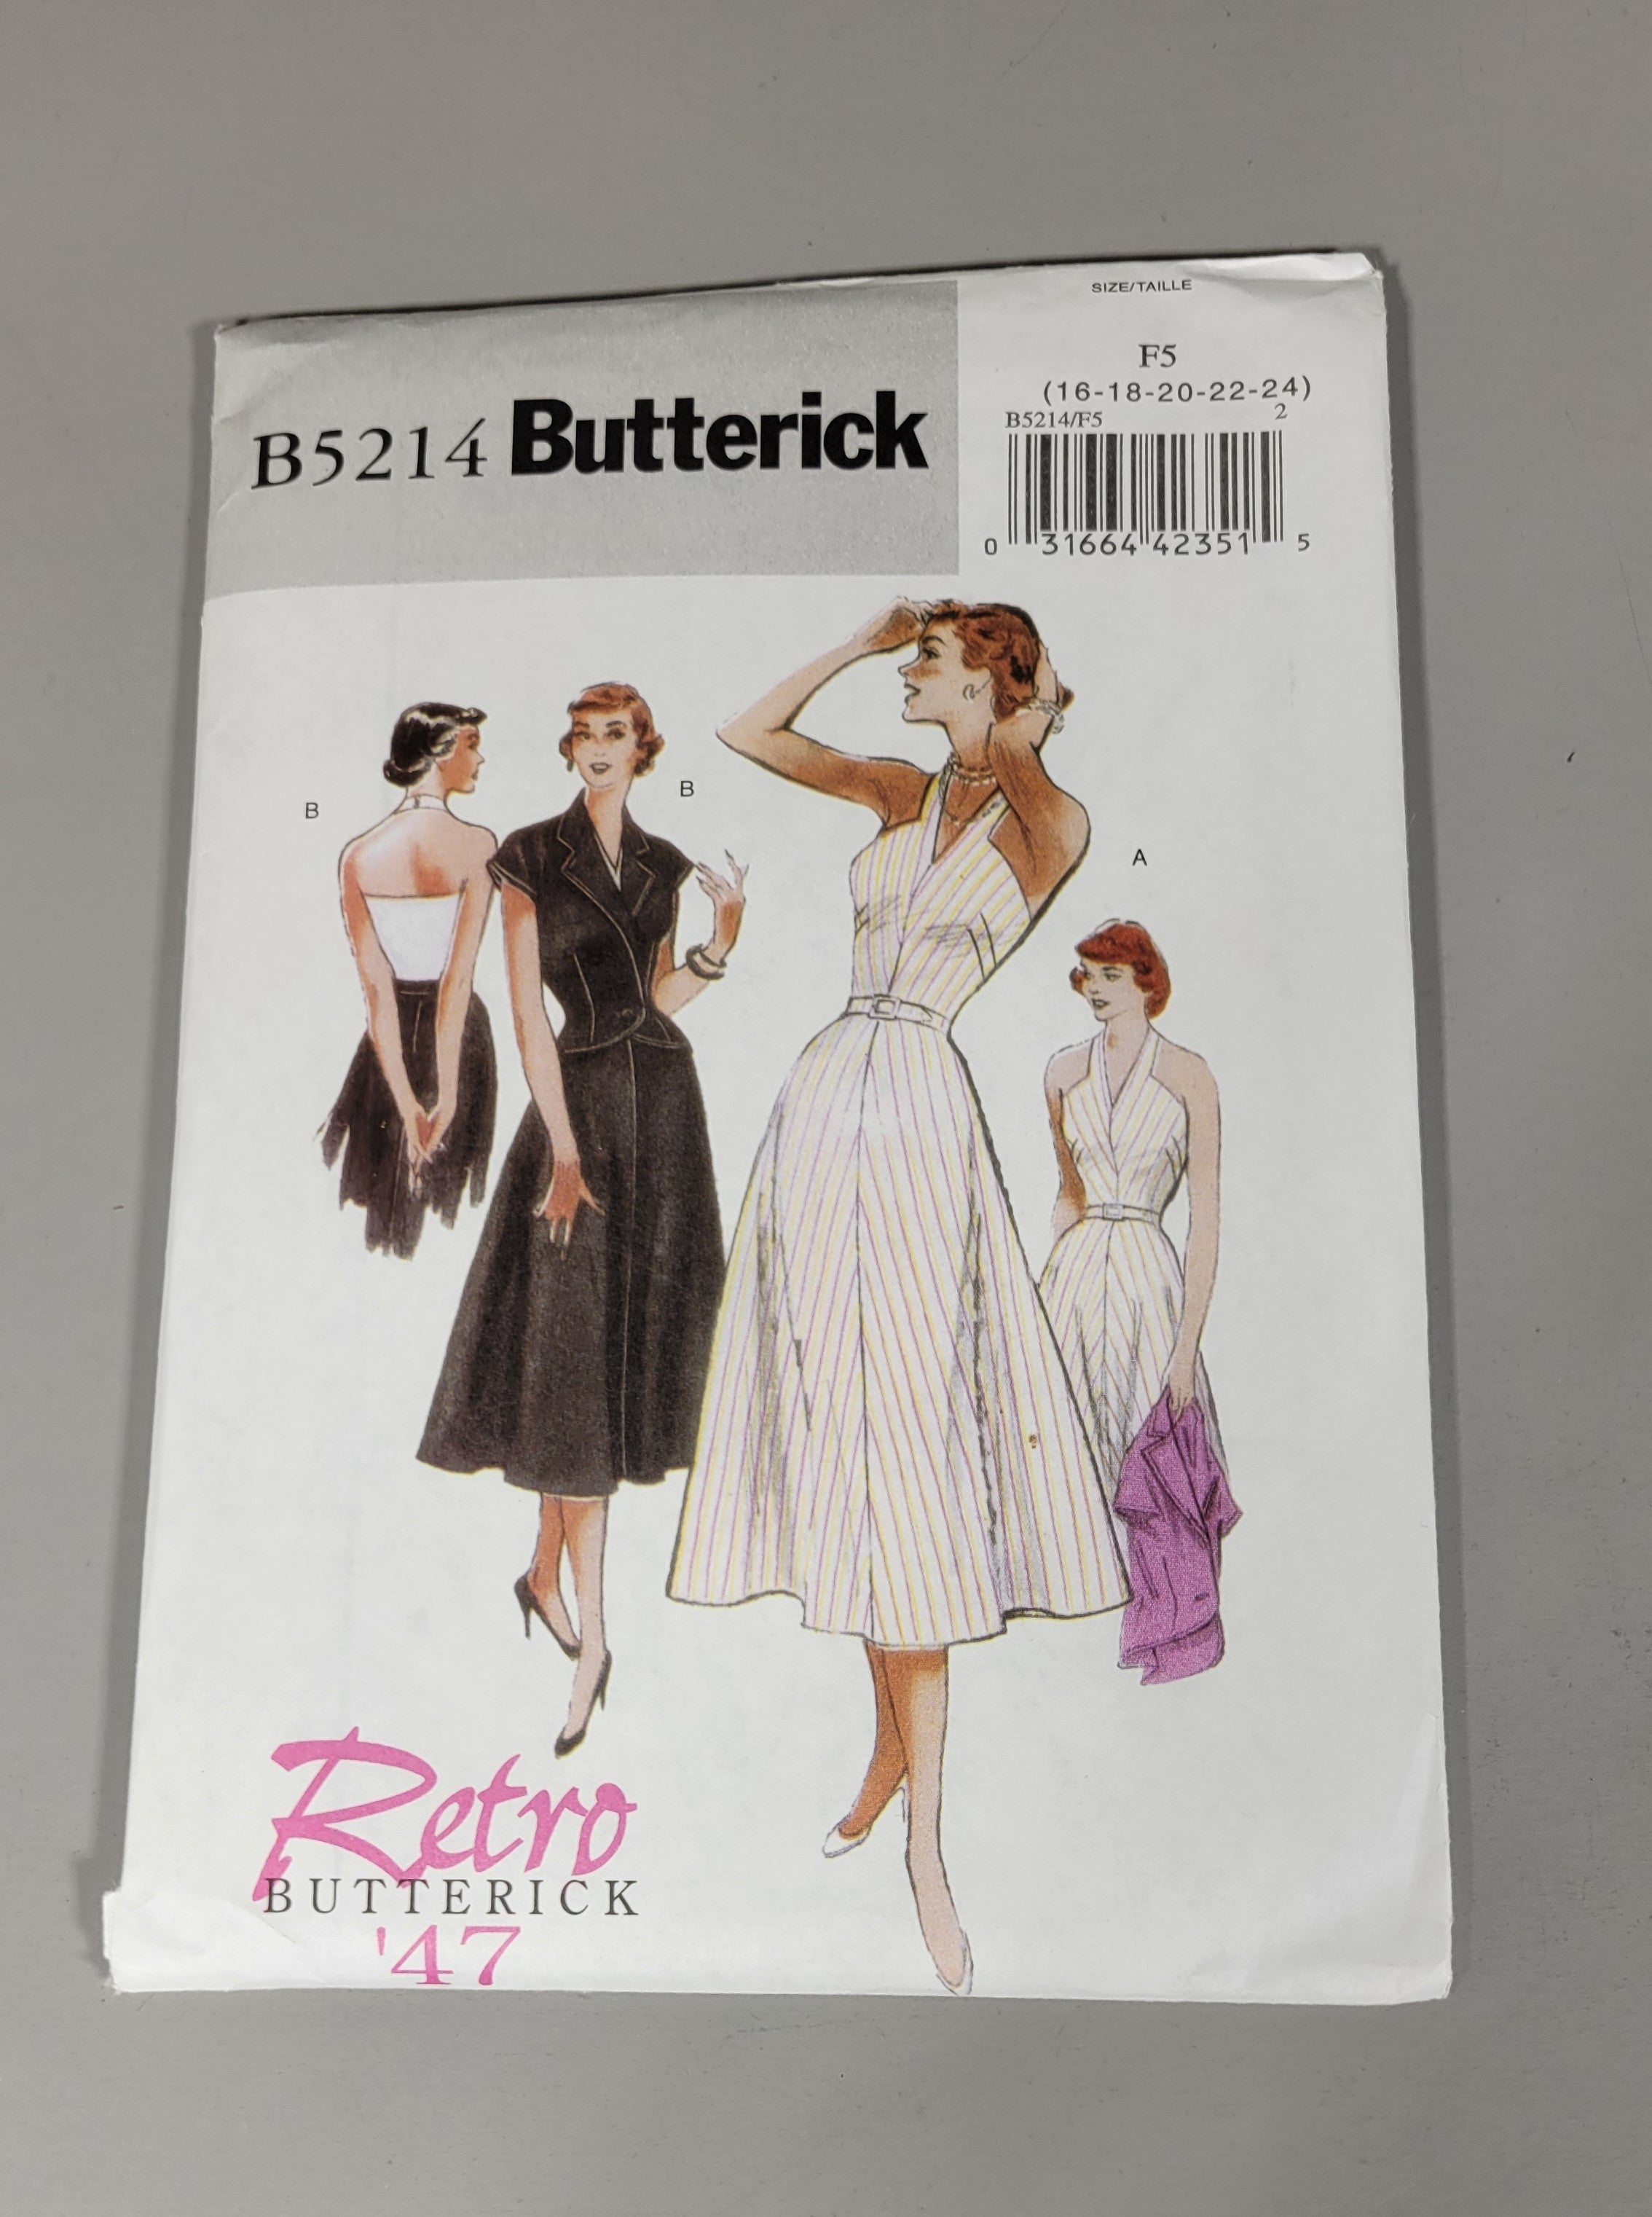 SIZE/TAILLE
F5
(16-18-20-22-24)
B5214/F5 2
0 31664 42351 5
B5214 Butterick
B
B
A
Retro
BUTTERICK
'47